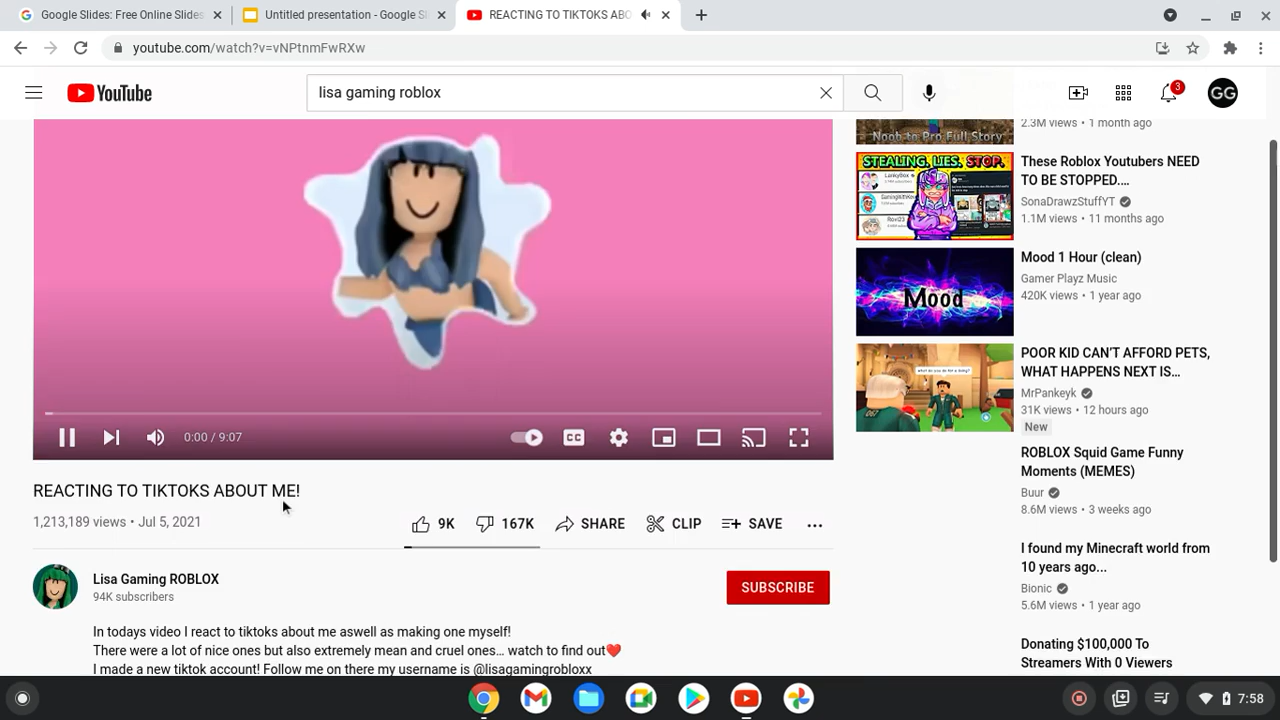 Google Slides: Free Online Slides
Untitled presentation - Google Sl
REACTING TO TIKTOKS ABO
youtube.com/watch?v=vNPtnmFwRXw
YouTube
lisa gaming roblox
3
GG
Noob to Pro Full Story
2.3M views • 1 month ago
STEALING. LIES. STOP.
These Roblox Youtubers NEED
TO BE STOPPED....
SonaDrawzStuffYT
1.1M views • 11 months ago
Mood
Mood 1 Hour (clean)
Gamer Playz Music
420K views • 1 year ago
POOR KID CAN'T AFFORD PETS,
WHAT HAPPENS NEXT IS...
MrPankeyk
31K views • 12 hours ago
New
ROBLOX Squid Game Funny
Moments (MEMES)
Buur
8.6M views • 3 weeks ago
I found my Minecraft world from
10 years ago...
Bionic
5.6M views • 1 year ago
Donating $100,000 To
Streamers With 0 Viewers
0:00 / 9:07
CC
REACTING TO TIKTOKS ABOUT ME!
1,213,189 views • Jul 5, 2021
9K
167K
SHARE
CLIP
SAVE
Lisa Gaming ROBLOX
94K subscribers
SUBSCRIBE
In todays video I react to tiktoks about me aswell as making one myself!
There were a lot of nice ones but also extremely mean and cruel ones… watch to find out❤️
I made a new tiktok account! Follow me on there my username is @lisagamingrobloxx
7:58